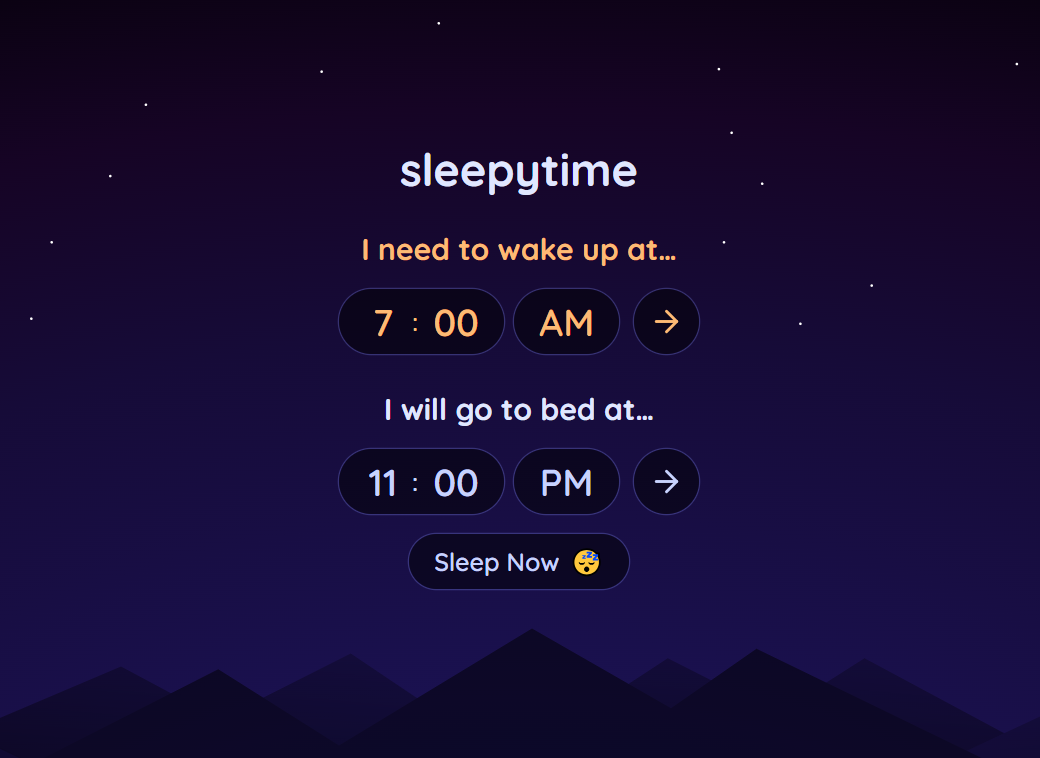 sleepytime
I need to wake up at...
7 : 00 AM
I will go to bed at...
11 : 00 PM
Sleep Now 😴